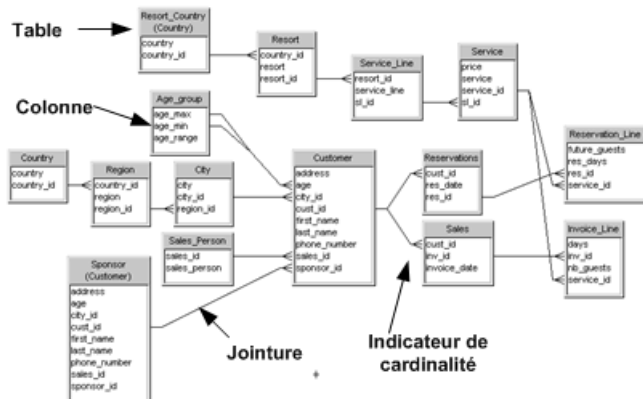 Table
Resort_Country
(Country)
country
country_id
Resort
country_id
resort
resort_id
Service_Line
resort_id
service_line
sl_id
Service
price
service
service_id
sl_id
Colonne
Age_group
age_max
age_min
age_range
Reservation_Line
future_guests
res_days
res_id
service_id
Country
country
country_id
Region
country_id
region
region_id
City
city
city_id
region_id
Customer
address
age
city_id
cust_id
first_name
last_name
phone_number
sales_id
sponsor_id
Reservations
cust_id
res_date
res_id
Sales
cust_id
inv_id
invoice_date
Invoice_Line
days
inv_id
nb_guests
service_id
Sales_Person
sales_id
sales_person
Sponsor
(Customer)
address
age
city_id
cust_id
first_name
last_name
phone_number
sales_id
sponsor_id
Jointure
Indicateur de
cardinalité